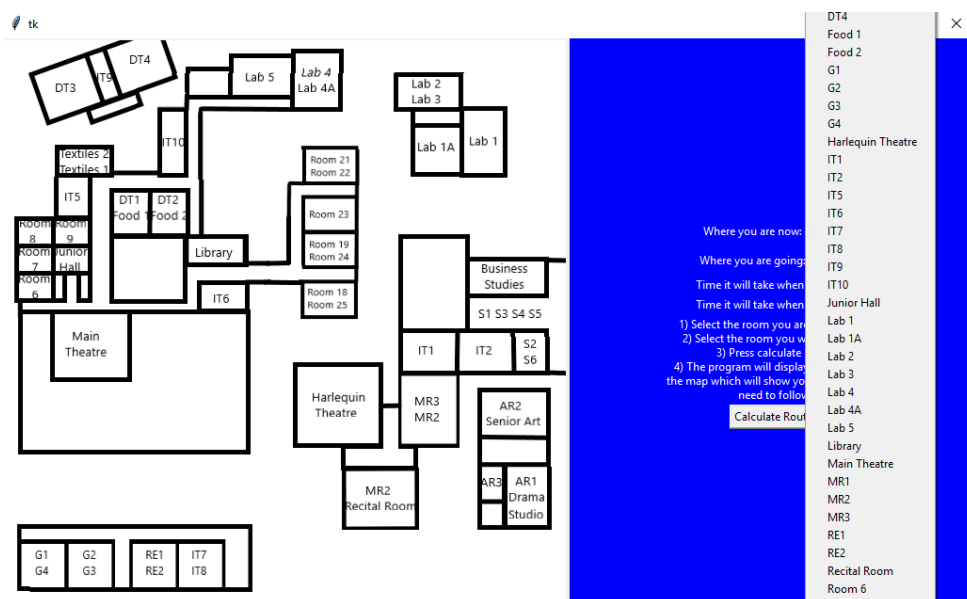 tk
DT4
IT9
DT3
Lab 5
Lab 4
Lab 4A
Lab 2
Lab 3
IT10
Lab 1A
Lab 1
Textiles 2
Textiles 1
Room 21
Room 22
IT5
DT1
Food 1
DT2
Food 2
Room 23
Room
8
Room
9
Room
7
Junior
Hall
Library
Room 19
Room 24
Room
6
IT6
Room 18
Room 25
Business
Studies
S1 S3 S4 S5
Main
Theatre
IT1
IT2
S2
S6
Harlequin
Theatre
MR3
MR2
AR2
Senior Art
MR2
Recital Room
AR3
AR1
Drama
Studio
G1
G4
G2
G3
RE1
RE2
IT7
IT8
Where you are now:
Where you are going:
Time it will take when
Time it will take when
1) Select the room you are
2) Select the room you w
3) Press calculate
4) The program will display
the map which will show you
need to follow
Calculate Rout
DT4
Food 1
Food 2
G1
G2
G3
G4
Harlequin Theatre
IT1
IT2
IT5
IT6
IT7
IT8
IT9
IT10
Junior Hall
Lab 1
Lab 1A
Lab 2
Lab 3
Lab 4
Lab 4A
Lab 5
Library
Main Theatre
MR1
MR2
MR3
RE1
RE2
Recital Room
Room 6